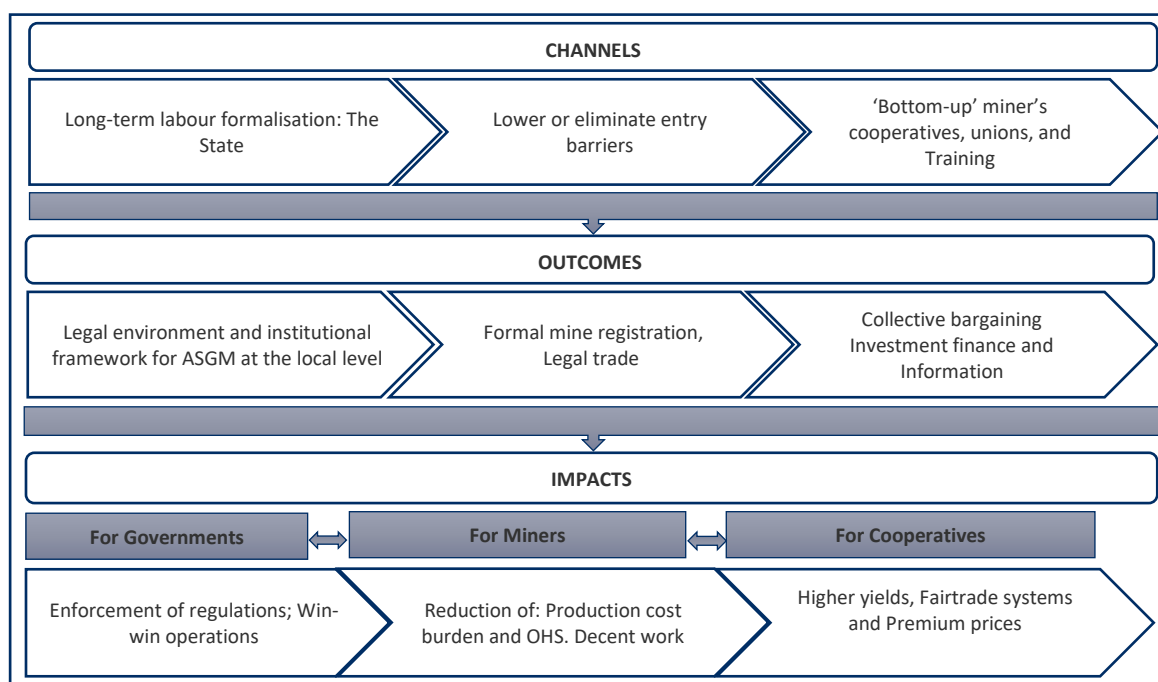 CHANNELS
Long-term labour formalisation: The
State
Lower or eliminate entry
barriers
‘Bottom-up’ miner’s
cooperatives, unions, and
Training
OUTCOMES
Legal environment and institutional
framework for ASGM at the local level
Formal mine registration,
Legal trade
Collective bargaining
Investment finance and
Information
IMPACTS
For Governments
For Miners
For Cooperatives
Enforcement of regulations; Win-
win operations
Reduction of: Production cost
burden and OHS. Decent work
Higher yields, Fairtrade systems
and Premium prices